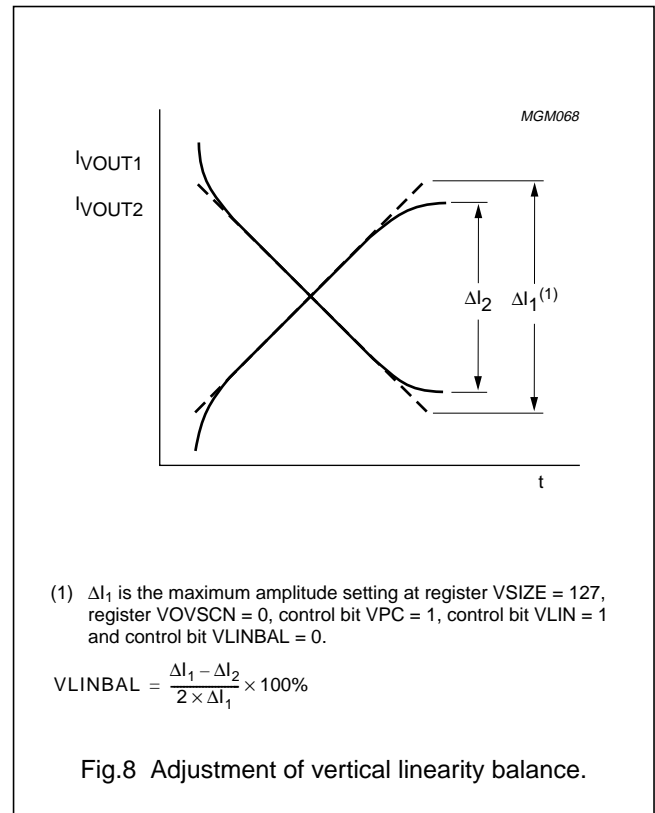 MGM068
IVOUT1
IVOUT2
ΔI2
ΔI1(1)
t
(1) ΔI1 is the maximum amplitude setting at register VSIZE = 127,
register VOVSCN = 0, control bit VPC = 1, control bit VLIN = 1
and control bit VLINBAL = 0.
VLINBAL = (ΔI1 – ΔI2) / (2 × ΔI1) × 100%
Fig.8 Adjustment of vertical linearity balance.